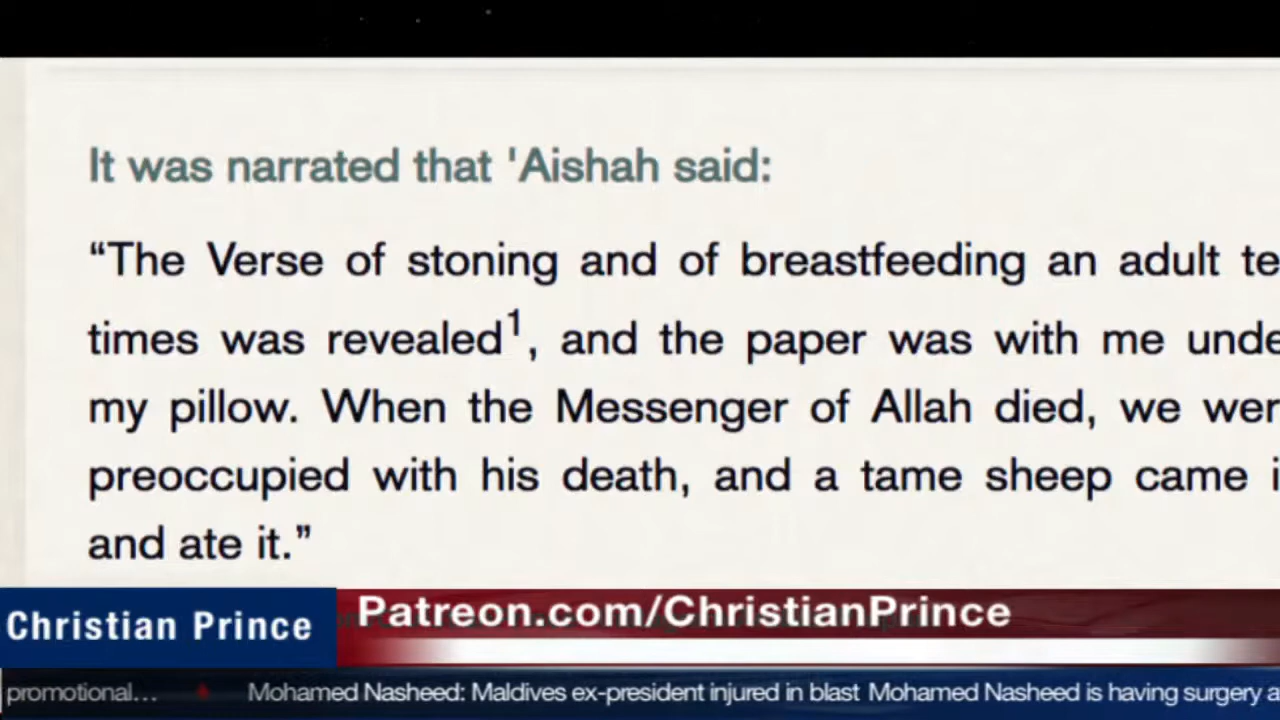 It was narrated that 'Aishah said:
“The Verse of stoning and of breastfeeding an adult te
times was revealed1, and the paper was with me unde
my pillow. When the Messenger of Allah died, we wer
preoccupied with his death, and a tame sheep came i
and ate it.”
Christian Prince
Patreon.com/ChristianPrince
promotional... Mohamed Nasheed: Maldives ex-president injured in blast Mohamed Nasheed is having surgery a